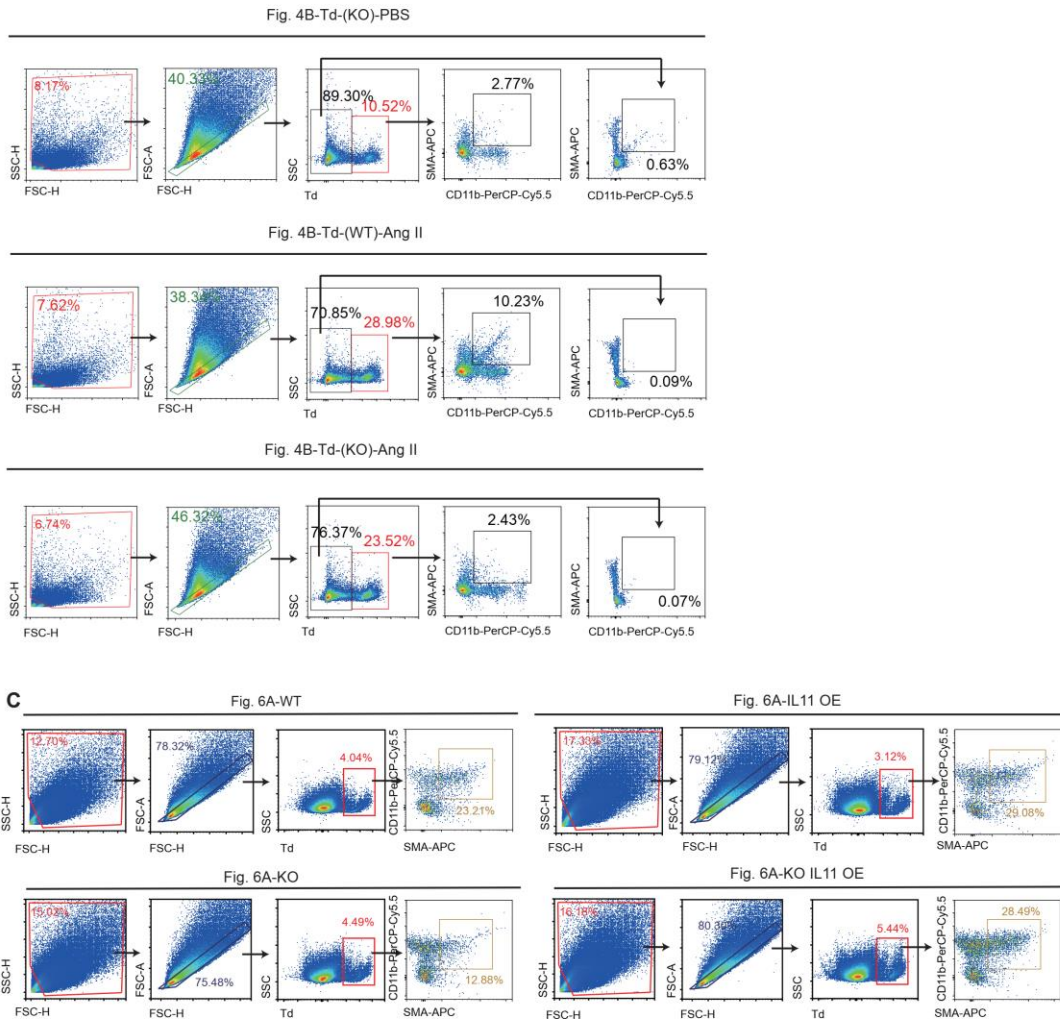 Fig. 4B-Td-(KO)-PBS
8.17%
40.33%
89.30%
10.52%
2.77%
0.63%
SSC-H
FSC-H
FSC-A
FSC-H
SSC
Td
SMA-APC
CD11b-PerCP-Cy5.5
SMA-APC
CD11b-PerCP-Cy5.5
Fig. 4B-Td-(WT)-Ang II
7.62%
38.34%
70.85%
28.98%
10.23%
0.09%
SSC-H
FSC-H
FSC-A
FSC-H
SSC
Td
SMA-APC
CD11b-PerCP-Cy5.5
SMA-APC
CD11b-PerCP-Cy5.5
Fig. 4B-Td-(KO)-Ang II
6.74%
46.32%
76.37%
23.52%
2.43%
0.07%
SSC-H
FSC-H
FSC-A
FSC-H
SSC
Td
SMA-APC
CD11b-PerCP-Cy5.5
SMA-APC
CD11b-PerCP-Cy5.5
C
Fig. 6A-WT
12.70%
78.32%
4.04%
23.21%
SSC-H
FSC-H
FSC-A
FSC-H
SSC
Td
CD11b-PerCP-Cy5.5
SMA-APC
Fig. 6A-IL11 OE
17.33%
79.12%
3.12%
29.08%
SSC-H
FSC-H
FSC-A
FSC-H
SSC
Td
CD11b-PerCP-Cy5.5
SMA-APC
Fig. 6A-KO
15.02%
75.48%
4.49%
12.88%
SSC-H
FSC-H
FSC-A
FSC-H
SSC
Td
CD11b-PerCP-Cy5.5
SMA-APC
Fig. 6A-KO IL11 OE
16.18%
5.44%
28.49%
SSC-H
FSC-H
FSC-A
FSC-H
SSC
Td
CD11b-PerCP-Cy5.5
SMA-APC